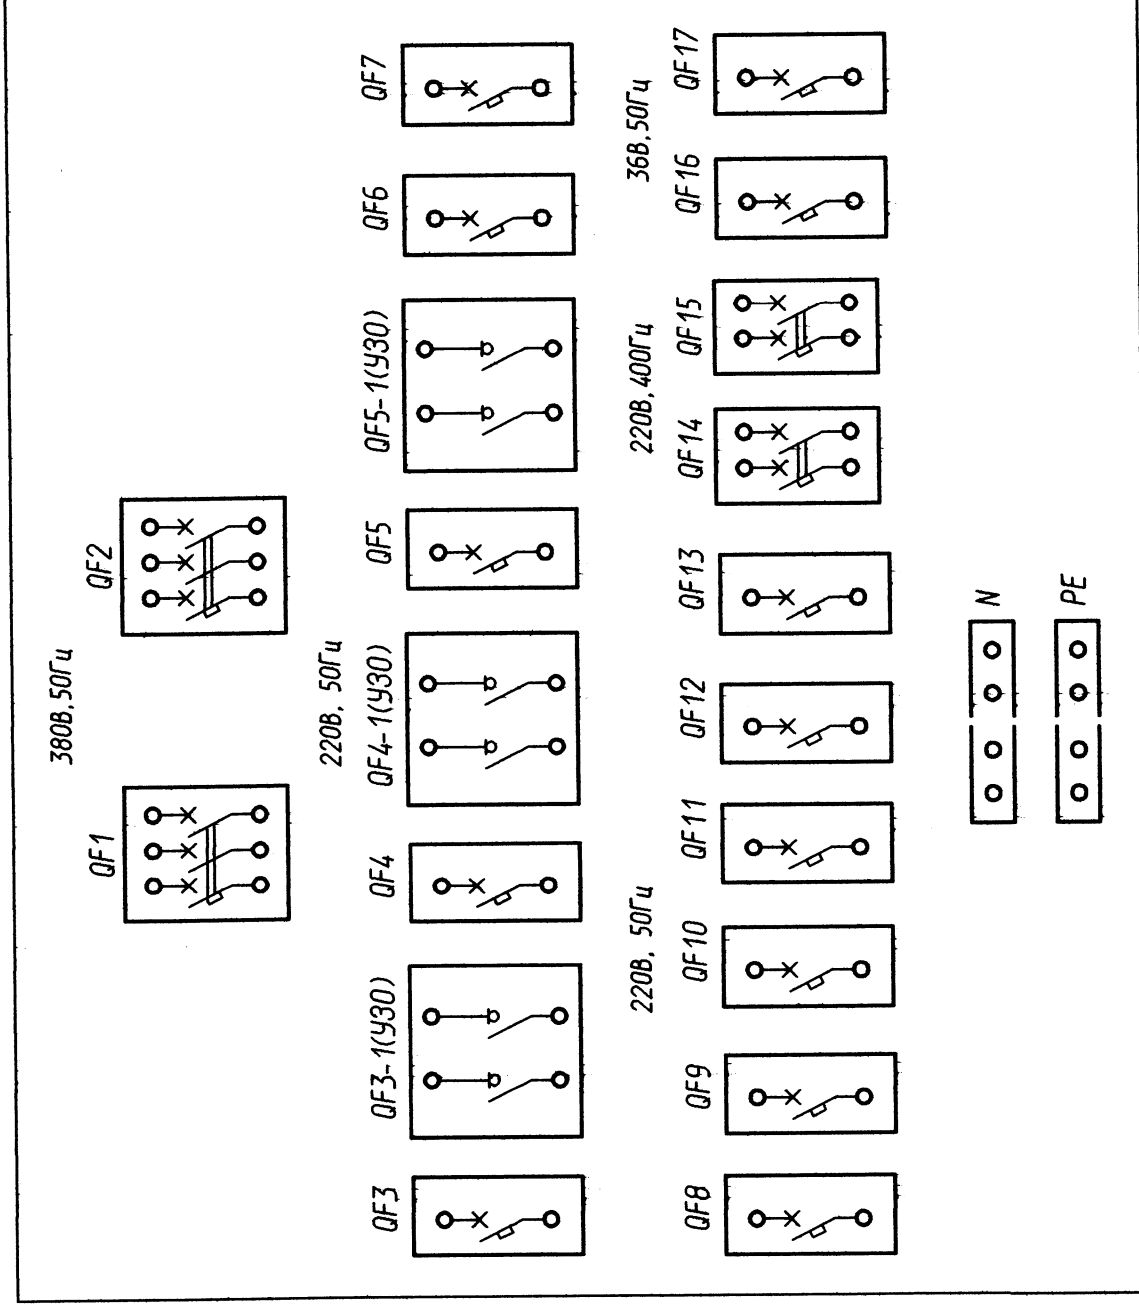 380В, 50Гц
QF1
QF2
220В, 50Гц
QF3
QF3-1(УЗО)
QF4
QF4-1(УЗО)
QF5
QF5-1(УЗО)
QF6
QF7
220В, 50Гц
220В, 400Гц
36В, 50Гц
QF8
QF9
QF10
QF11
QF12
QF13
QF14
QF15
QF16
QF17
N
PE